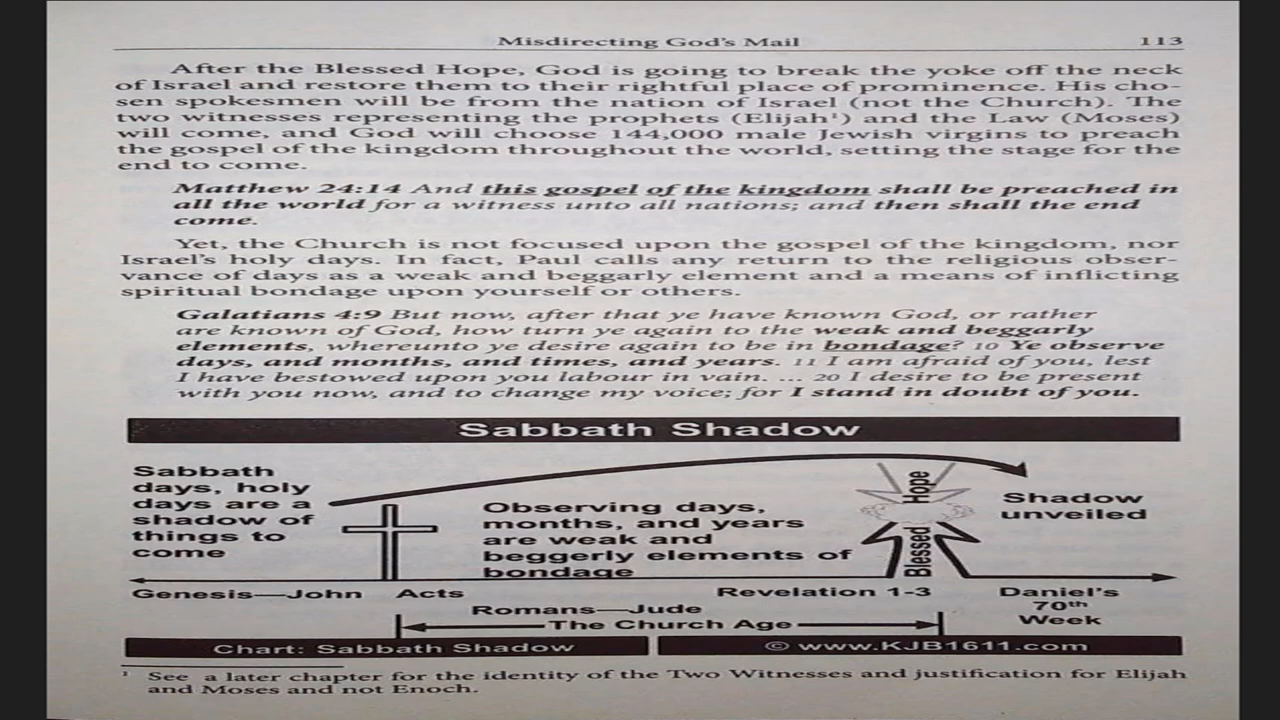 Misdirecting God's Mail 113
After the Blessed Hope, God is going to break the yoke off the neck
of Israel and restore them to their rightful place of prominence. His cho-
sen spokesmen will be from the nation of Israel (not the Church). The
two witnesses representing the prophets (Elijah¹) and the Law (Moses)
will come, and God will choose 144,000 male Jewish virgins to preach
the gospel of the kingdom throughout the world, setting the stage for the
end to come.
Matthew 24:14 And this gospel of the kingdom shall be preached in
all the world for a witness unto all nations; and then shall the end
come.
Yet, the Church is not focused upon the gospel of the kingdom, nor
Israel's holy days. In fact, Paul calls any return to the religious obser-
vance of days as a weak and beggarly element and a means of inflicting
spiritual bondage upon yourself or others.
Galatians 4:9 But now, after that ye have known God, or rather
are known of God, how turn ye again to the weak and beggarly
elements, whereunto ye desire again to be in bondage? 10 Ye observe
days, and months, and times, and years. 11 I am afraid of you, lest
I have bestowed upon you labour in vain. ... 20 I desire to be present
with you now, and to change my voice; for I stand in doubt of you.
Sabbath Shadow
Sabbath
days, holy
days are a
shadow of
things to
come
Observing days,
months, and years
are weak and
beggerly elements of
bondage
Blessed Hope
Shadow
unveiled
Genesis—John Acts Revelation 1-3 Daniel's
70th
Week
Romans—Jude
The Church Age
Chart: Sabbath Shadow © www.KJB1611.com
¹ See a later chapter for the identity of the Two Witnesses and justification for Elijah
and Moses and not Enoch.